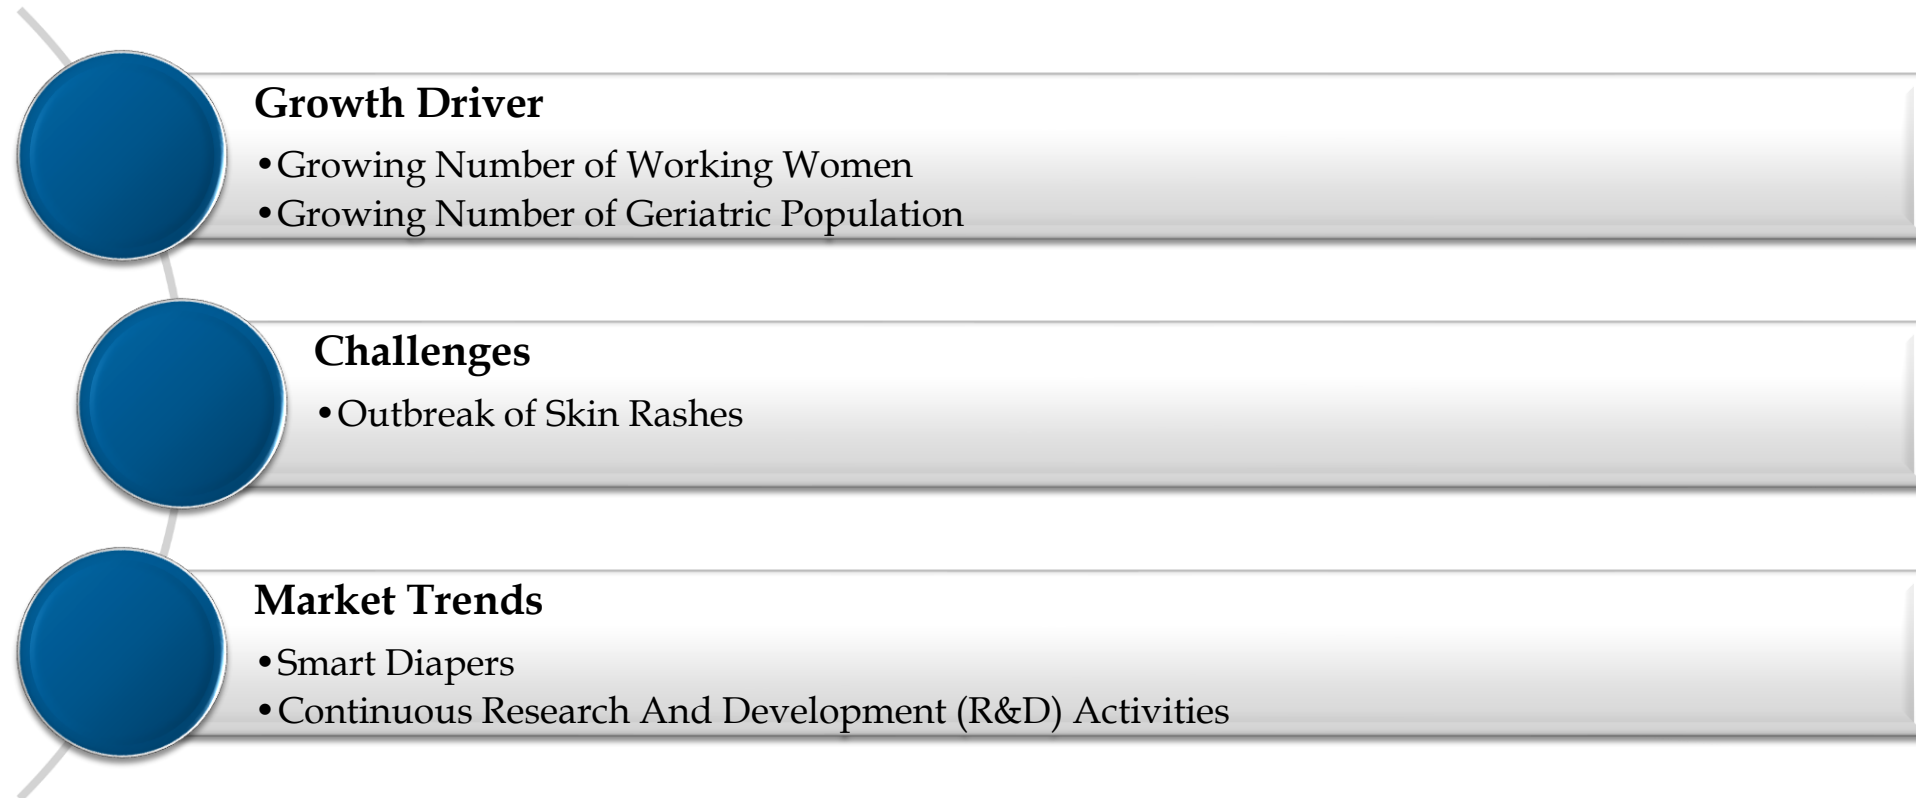 Growth Driver
•Growing Number of Working Women
•Growing Number of Geriatric Population
Challenges
•Outbreak of Skin Rashes
Market Trends
•Smart Diapers
•Continuous Research And Development (R&D) Activities